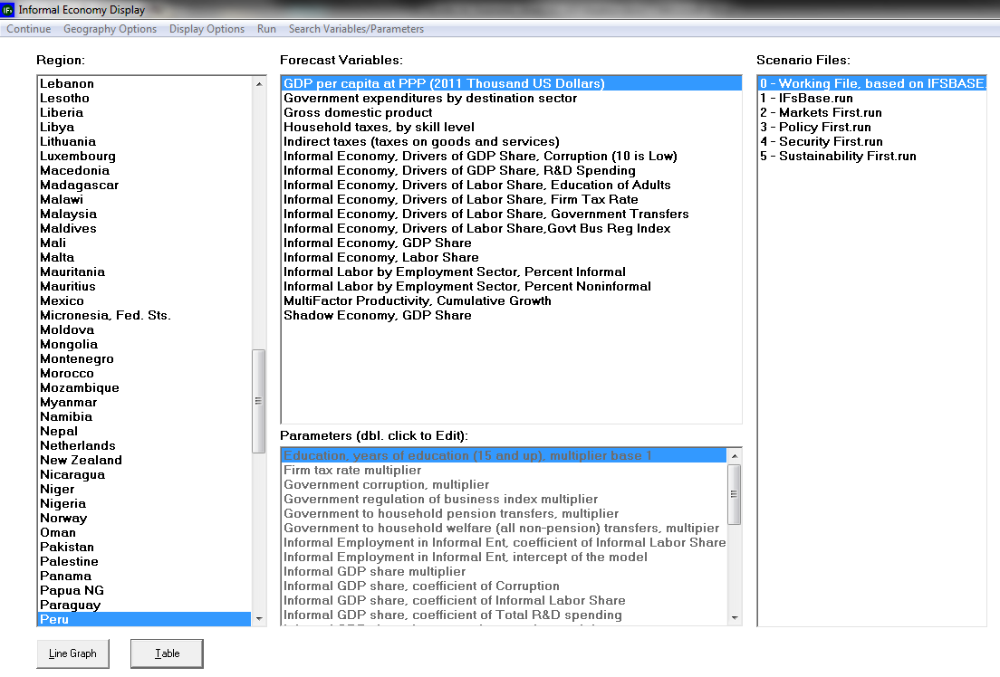 IFs Informal Economy Display
Continue Geography Options Display Options Run Search Variables/Parameters
Region:
Lebanon
Lesotho
Liberia
Libya
Lithuania
Luxembourg
Macedonia
Madagascar
Malawi
Malaysia
Maldives
Mali
Malta
Mauritania
Mauritius
Mexico
Micronesia, Fed. Sts.
Moldova
Mongolia
Montenegro
Morocco
Mozambique
Myanmar
Namibia
Nepal
Netherlands
New Zealand
Nicaragua
Niger
Nigeria
Norway
Oman
Pakistan
Palestine
Panama
Papua NG
Paraguay
Peru
Forecast Variables:
GDP per capita at PPP (2011 Thousand US Dollars)
Government expenditures by destination sector
Gross domestic product
Household taxes, by skill level
Indirect taxes (taxes on goods and services)
Informal Economy, Drivers of GDP Share, Corruption (10 is Low)
Informal Economy, Drivers of GDP Share, R&D Spending
Informal Economy, Drivers of Labor Share, Education of Adults
Informal Economy, Drivers of Labor Share, Firm Tax Rate
Informal Economy, Drivers of Labor Share, Government Transfers
Informal Economy, Drivers of Labor Share,Govt Bus Reg Index
Informal Economy, GDP Share
Informal Economy, Labor Share
Informal Labor by Employment Sector, Percent Informal
Informal Labor by Employment Sector, Percent Noninformal
MultiFactor Productivity, Cumulative Growth
Shadow Economy, GDP Share
Parameters (dbl. click to Edit):
Education, years of education (15 and up), multiplier base 1
Firm tax rate multiplier
Government corruption, multiplier
Government regulation of business index multiplier
Government to household pension transfers, multiplier
Government to household welfare (all non-pension) transfers, multipier
Informal Employment in Informal Ent, coefficient of Informal Labor Share
Informal Employment in Informal Ent, intercept of the model
Informal GDP share multiplier
Informal GDP share, coefficient of Corruption
Informal GDP share, coefficient of Informal Labor Share
Informal GDP share, coefficient of Total R&D spending
Scenario Files:
0 - Working File, based on IFSBASE.
1 - IFsBase.run
2 - Markets First.run
3 - Policy First.run
4 - Security First.run
5 - Sustainability First.run
Line Graph
Table